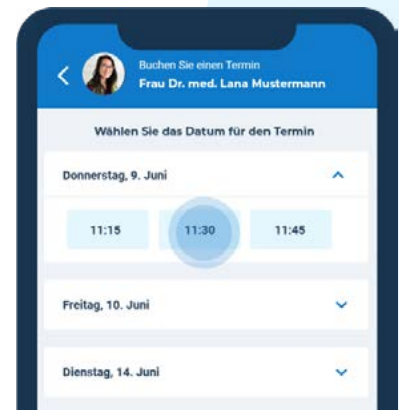 Buchen Sie einen Termin
Frau Dr. med. Lana Mustermann
Wählen Sie das Datum für den Termin
Donnerstag, 9. Juni
11:15 11:30 11:45
Freitag, 10. Juni
Dienstag, 14. Juni